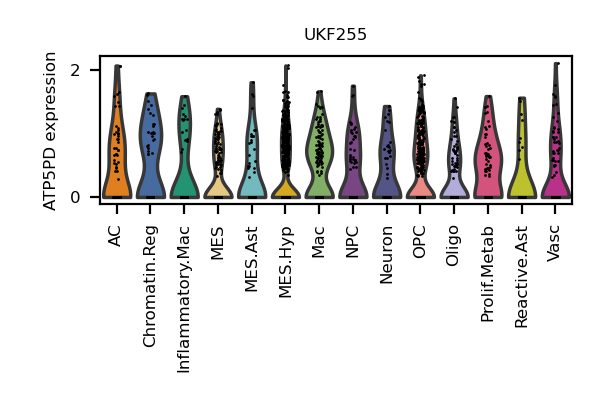 UKF255
ATP5PD expression
2
0
AC
Chromatin.Reg
Inflammatory.Mac
MES
MES.Ast
MES.Hyp
Mac
NPC
Neuron
OPC
Oligo
Prolif.Metab
Reactive.Ast
Vasc